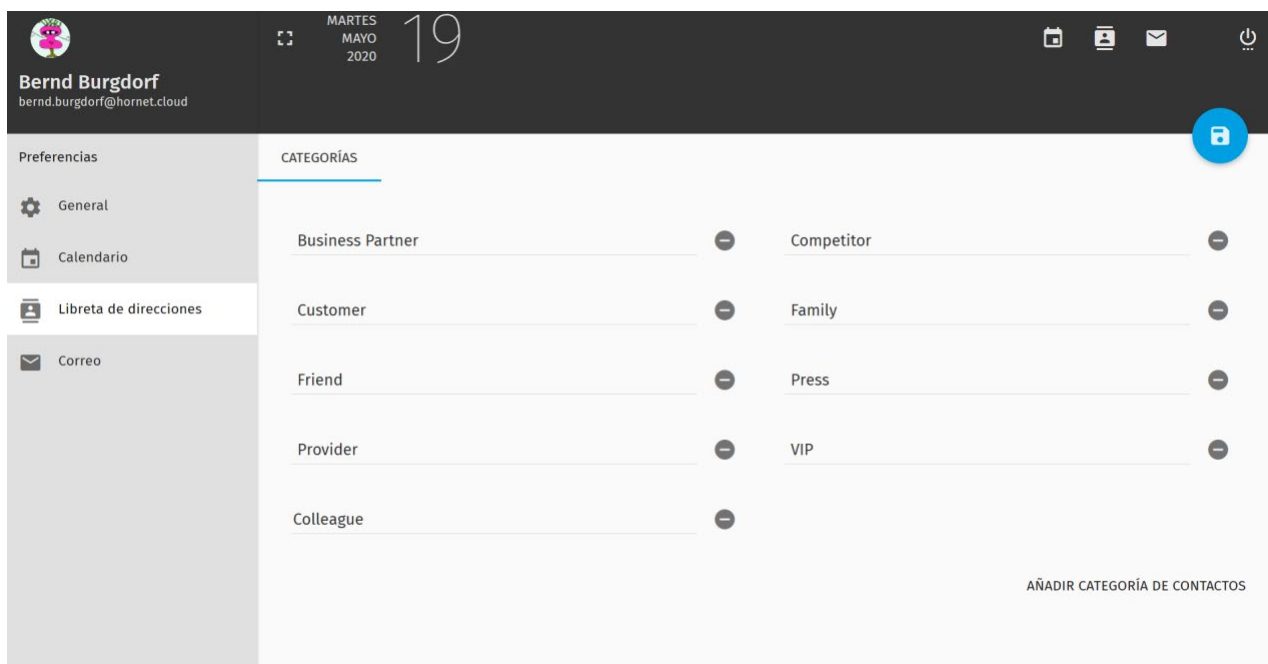 MARTES
MAYO
2020
19
Bernd Burgdorf
bernd.burgdorf@hornet.cloud
Preferencias
General
Calendario
Libreta de direcciones
Correo
CATEGORÍAS
Business Partner
Competitor
Customer
Family
Friend
Press
Provider
VIP
Colleague
AÑADIR CATEGORÍA DE CONTACTOS